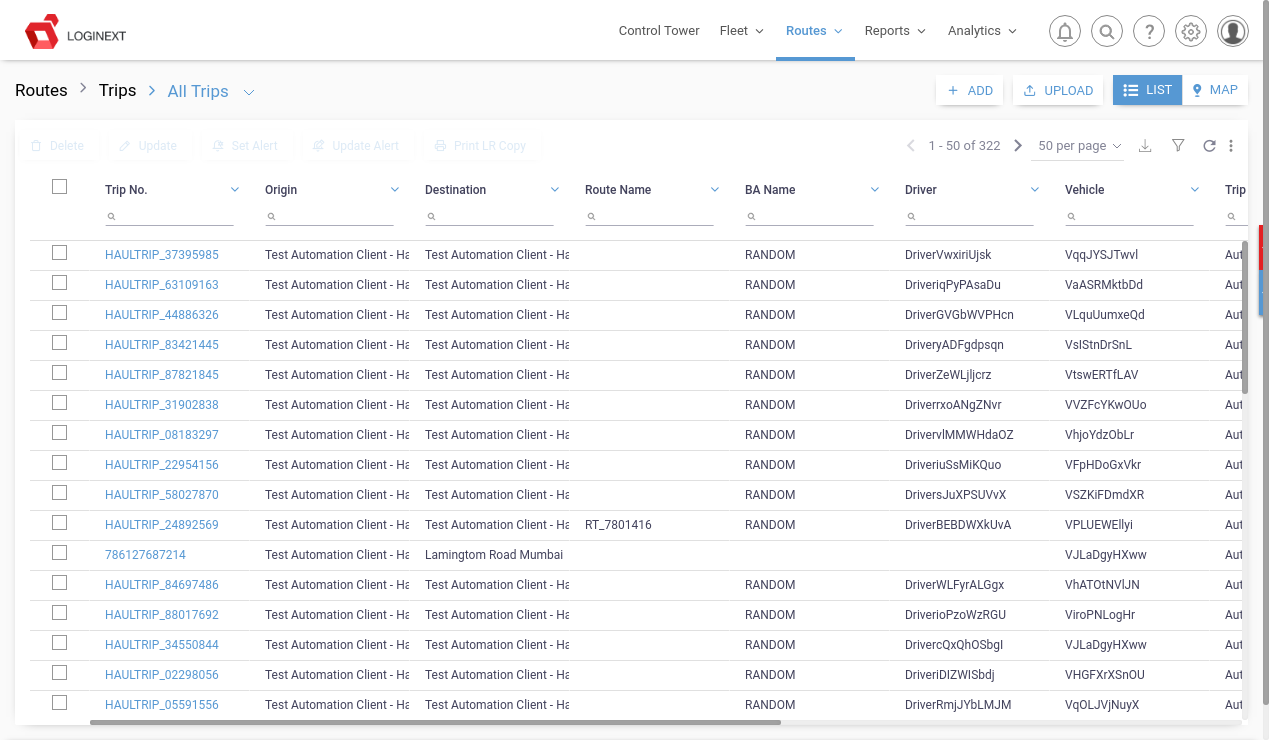 LOGINEXT
Control Tower Fleet Routes Reports Analytics
Routes Trips All Trips
ADD UPLOAD LIST MAP
Delete Update Set Alert Update Alert Print LR Copy 1 - 50 of 322 50 per page
Trip No. Origin Destination Route Name BA Name Driver Vehicle Trip
HAULTRIP_37395985 Test Automation Client - Ha Test Automation Client - Ha RANDOM DriverVwxiriUjsk VqqJYSJTwvl Aut
HAULTRIP_63109163 Test Automation Client - Ha Test Automation Client - Ha RANDOM DriveriqPyPAsaDu VaASRMktbDd Aut
HAULTRIP_44886326 Test Automation Client - Ha Test Automation Client - Ha RANDOM DriverGVGbWVPHcn VLquUumxeQd Aut
HAULTRIP_83421445 Test Automation Client - Ha Test Automation Client - Ha RANDOM DriveryADFgdpsqn VsIStnDrSnL Aut
HAULTRIP_87821845 Test Automation Client - Ha Test Automation Client - Ha RANDOM DriverZeWLjljcrz VtswERTfLAV Aut
HAULTRIP_31902838 Test Automation Client - Ha Test Automation Client - Ha RANDOM DriverrxoANgZNvr VVZFcYKwOUo Aut
HAULTRIP_08183297 Test Automation Client - Ha Test Automation Client - Ha RANDOM DrivervlMMWHdaOZ VhjoYdzObLr Aut
HAULTRIP_22954156 Test Automation Client - Ha Test Automation Client - Ha RANDOM DriveriuSsMiKQuo VFpHDoGxVkr Aut
HAULTRIP_58027870 Test Automation Client - Ha Test Automation Client - Ha RANDOM DriversJuXPSUVvX VSZKiFDmdXR Aut
HAULTRIP_24892569 Test Automation Client - Ha Test Automation Client - Ha RT_7801416 RANDOM DriverBEBDWXkUvA VPLUEWEllyi Aut
786127687214 Test Automation Client - Ha Lamingtom Road Mumbai VJLaDgyHXww Aut
HAULTRIP_84697486 Test Automation Client - Ha Test Automation Client - Ha RANDOM DriverWLFyrALGgx VhATOtNVlJN Aut
HAULTRIP_88017692 Test Automation Client - Ha Test Automation Client - Ha RANDOM DriverioPzoWzRGU ViroPNLogHr Aut
HAULTRIP_34550844 Test Automation Client - Ha Test Automation Client - Ha RANDOM DrivercQxQhOSbgI VJLaDgyHXww Aut
HAULTRIP_02298056 Test Automation Client - Ha Test Automation Client - Ha RANDOM DriveriDIZWISbdj VHGFXrXSnOU Aut
HAULTRIP_05591556 Test Automation Client - Ha Test Automation Client - Ha RANDOM DriverRmjJYbLMJM VqOLJVjNuyX Aut